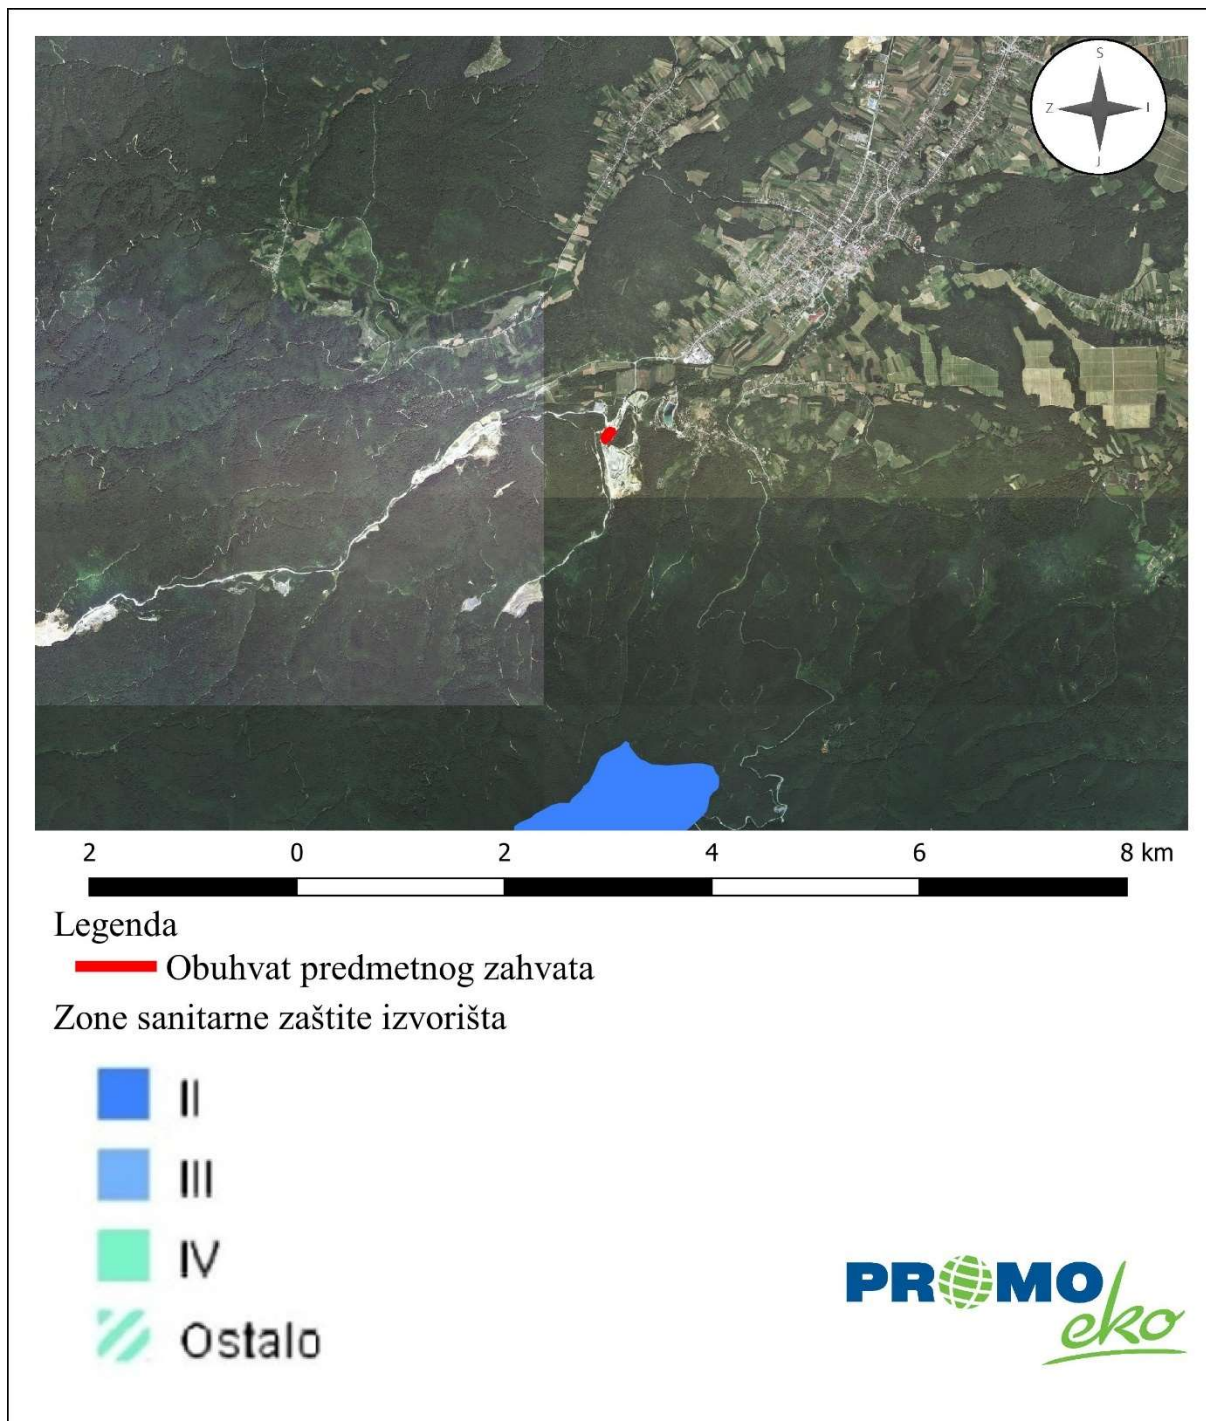 S
Z I
J
2 0 2 4 6 8 km
Legenda
Obuhvat predmetnog zahvata
Zone sanitarne zaštite izvorišta
II
III
IV
Ostalo
PROMO
eko